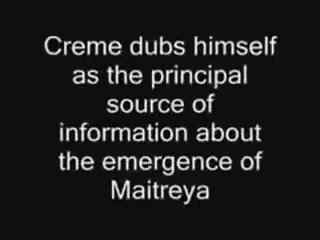 Creme dubs himself
as the principal
source of
information about
the emergence of
Maitreya